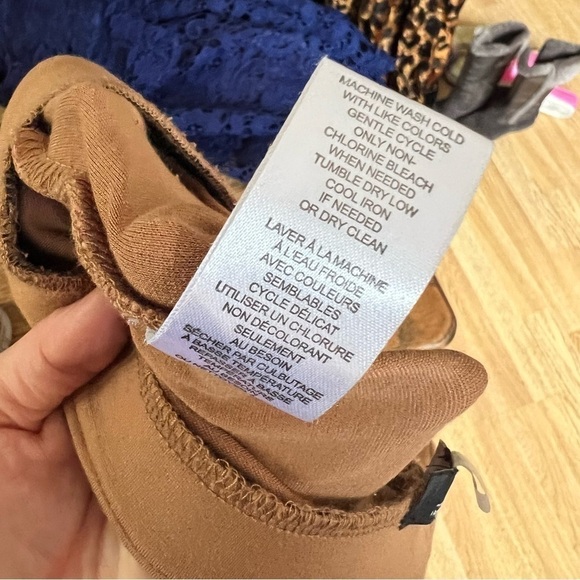 MACHINE WASH COLD
WITH LIKE COLORS
GENTLE CYCLE
ONLY NON-
CHLORINE BLEACH
WHEN NEEDED
TUMBLE DRY LOW
COOL IRON
IF NEEDED
OR DRY CLEAN
LAVER À LA MACHINE
À L'EAU FROIDE
AVEC COULEURS
SEMBLABLES
CYCLE DÉLICAT
UTILISER UN CHLORURE
NON DÉCOLORANT
SEULEMENT
AU BESOIN
SÉCHER PAR CULBUTAGE
À BASSE TEMPÉRATURE
REPASSER À BASSE